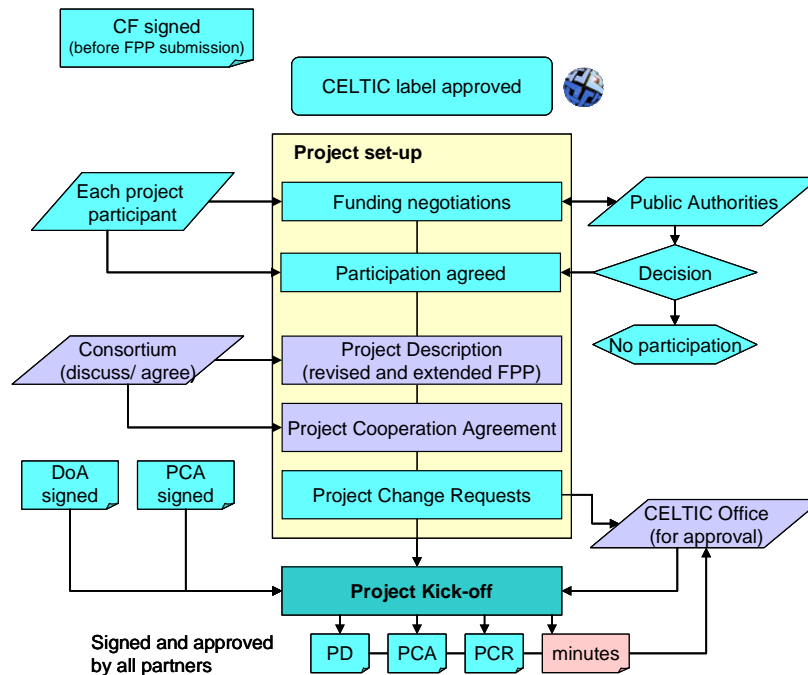 CF signed
(before FPP submission)
CELTIC label approved
Project set-up
Each project
participant
Funding negotiations
Public Authorities
Participation agreed
Decision
Consortium
(discuss/ agree)
Project Description
(revised and extended FPP)
No participation
Project Cooperation Agreement
DoA
signed
PCA
signed
Project Change Requests
CELTIC Office
(for approval)
Project Kick-off
Signed and approved
by all partners
PD
PCA
PCR
minutes